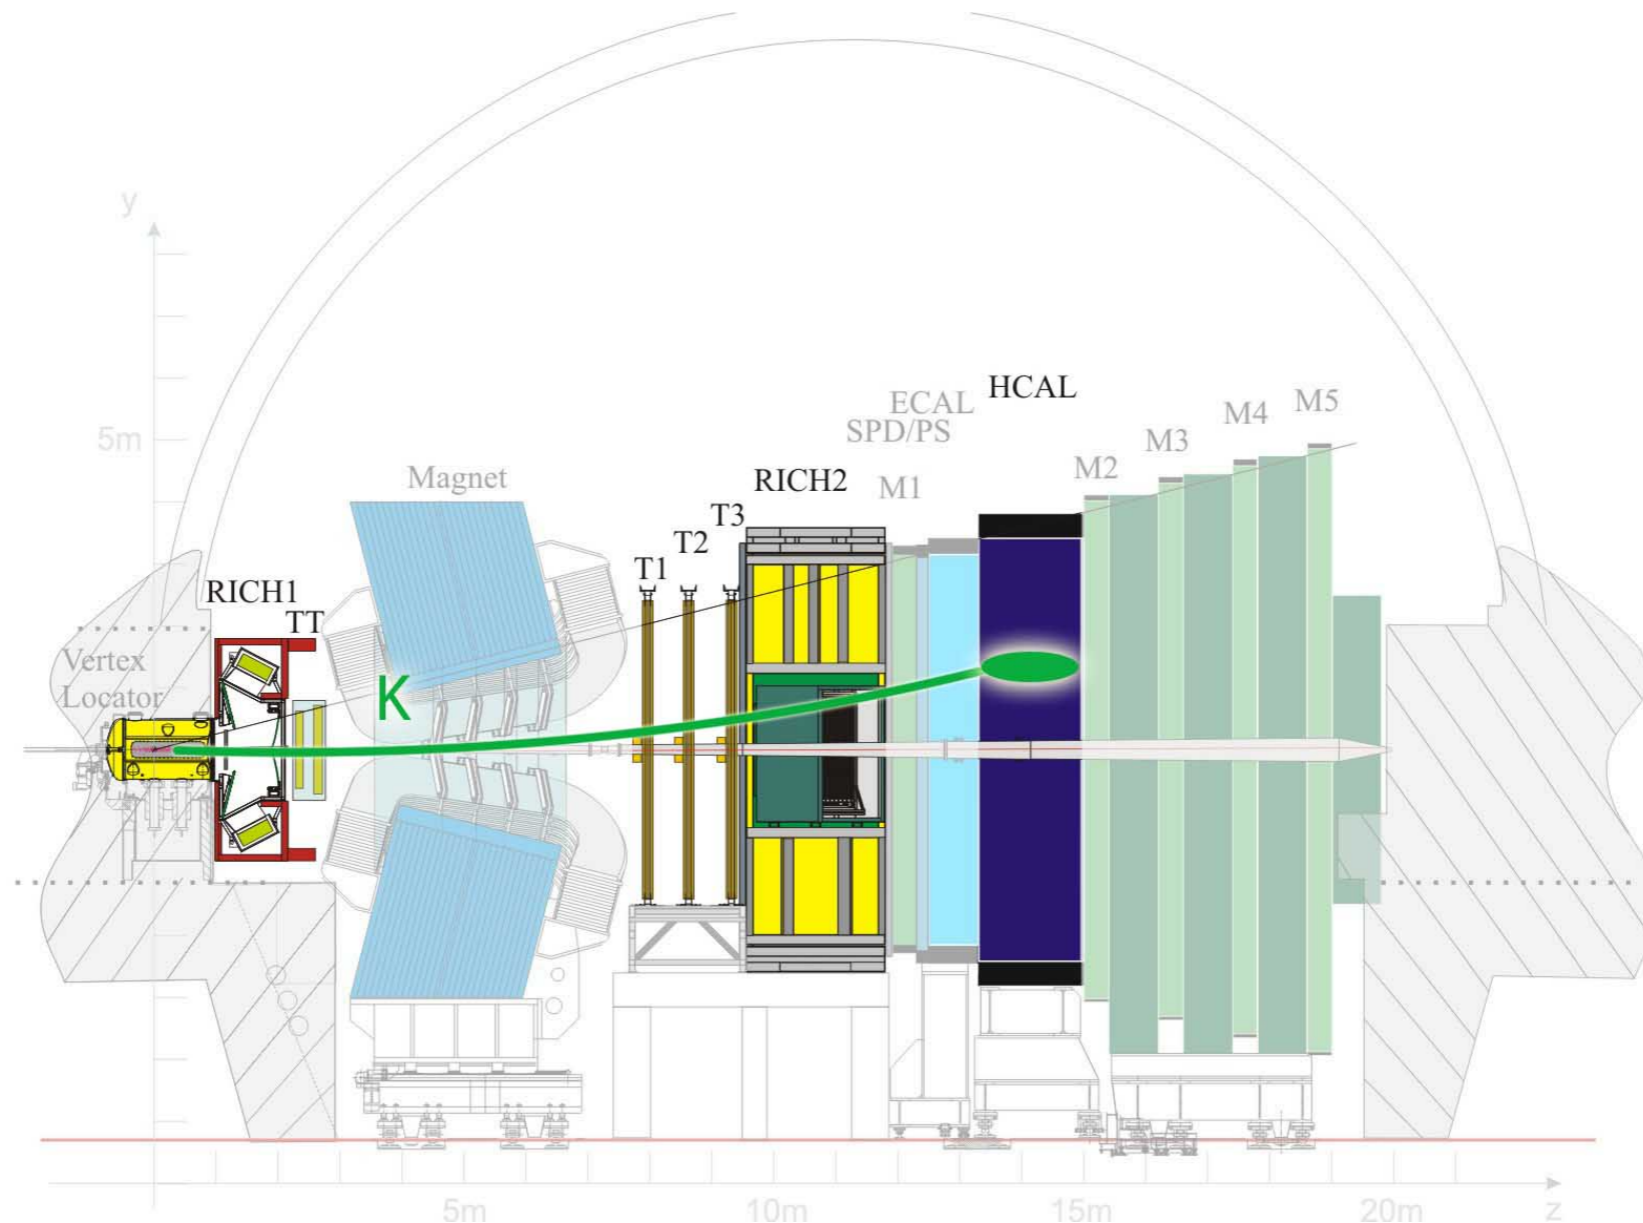 y
5m
HCAL
ECAL
SPD/PS
M5
M4
M3
M2
M1
RICH2
Magnet
T3
T2
T1
RICH1
TT
Vertex
Locator
K
5m
10m
15m
20m
z